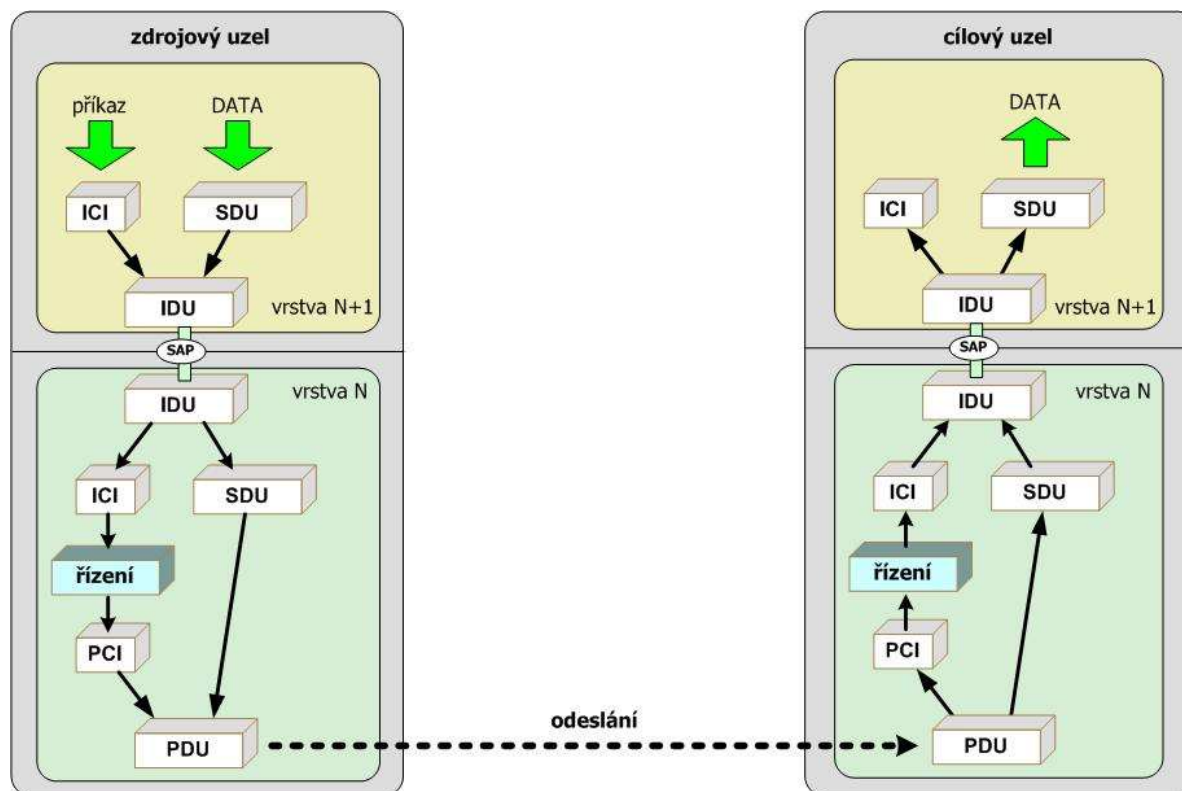 zdrojový uzel
příkaz
DATA
ICI
SDU
IDU
vrstva N+1
SAP
vrstva N
IDU
ICI
SDU
řízení
PCI
PDU
odeslání
cílový uzel
DATA
ICI
SDU
IDU
vrstva N+1
SAP
vrstva N
IDU
ICI
SDU
řízení
PCI
PDU